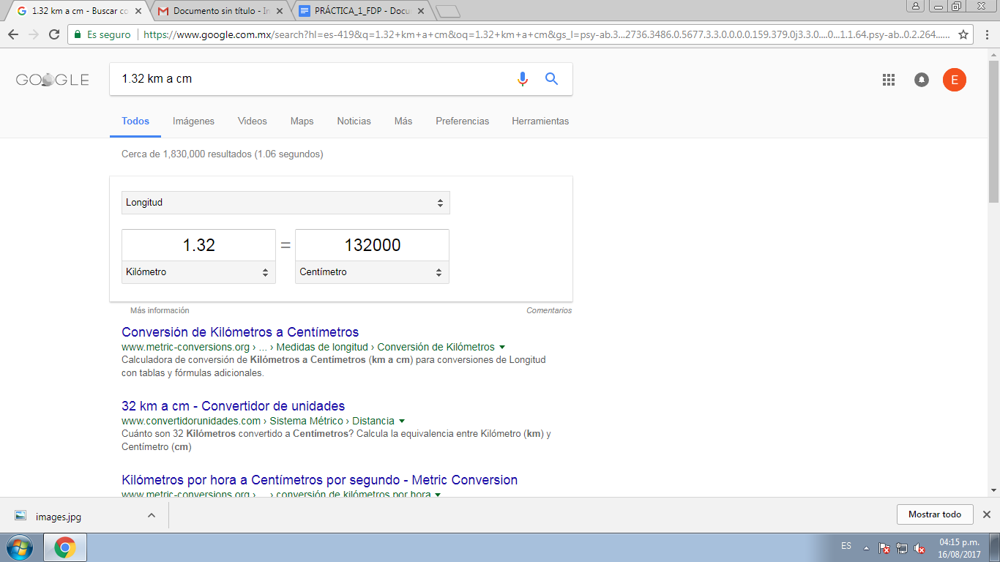 1.32 km a cm - Buscar co
Documento sin título - In
PRÁCTICA_1_FDP - Docu
Es seguro
https://www.google.com.mx/search?hl=es-419&q=1.32+km+a+cm&oq=1.32+km+a+cm&gs_l=psy-ab.3...2736.3486.0.5677.3.3.0.0.0.0.159.379.0j3.3.0....0...1.1.64.psy-ab..0.2.264......
GOOGLE
1.32 km a cm
E
Todos
Imágenes
Videos
Maps
Noticias
Más
Preferencias
Herramientas
Cerca de 1,830,000 resultados (1.06 segundos)
Longitud
1.32 = 132000
Kilómetro
Centímetro
Más información
Comentarios
Conversión de Kilómetros a Centímetros
www.metric-conversions.org › ... › Medidas de longitud › Conversión de Kilómetros
Calculadora de conversión de Kilómetros a Centímetros (km a cm) para conversiones de Longitud
con tablas y fórmulas adicionales.
32 km a cm - Convertidor de unidades
www.convertidorunidades.com › Sistema Métrico › Distancia
Cuánto son 32 Kilómetros convertido a Centímetros? Calcula la equivalencia entre Kilómetro (km) y
Centímetro (cm)
Kilómetros por hora a Centímetros por segundo - Metric Conversion
www.metric-conversions.org › ... › conversión de kilómetros por hora
images.jpg
Mostrar todo
ES
04:15 p.m.
16/08/2017